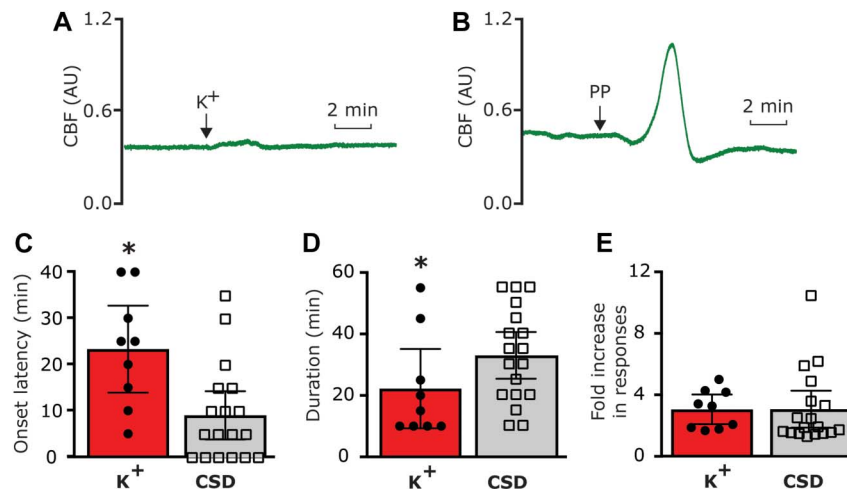 A
1.2
0.6
0.0
CBF (AU)
K+
2 min
B
1.2
0.6
0.0
CBF (AU)
PP
2 min
C
40
30
20
10
0
Onset latency (min)
*
K+
CSD
D
60
40
20
0
Duration (min)
*
K+
CSD
E
12
8
4
0
Fold increase
in responses
K+
CSD